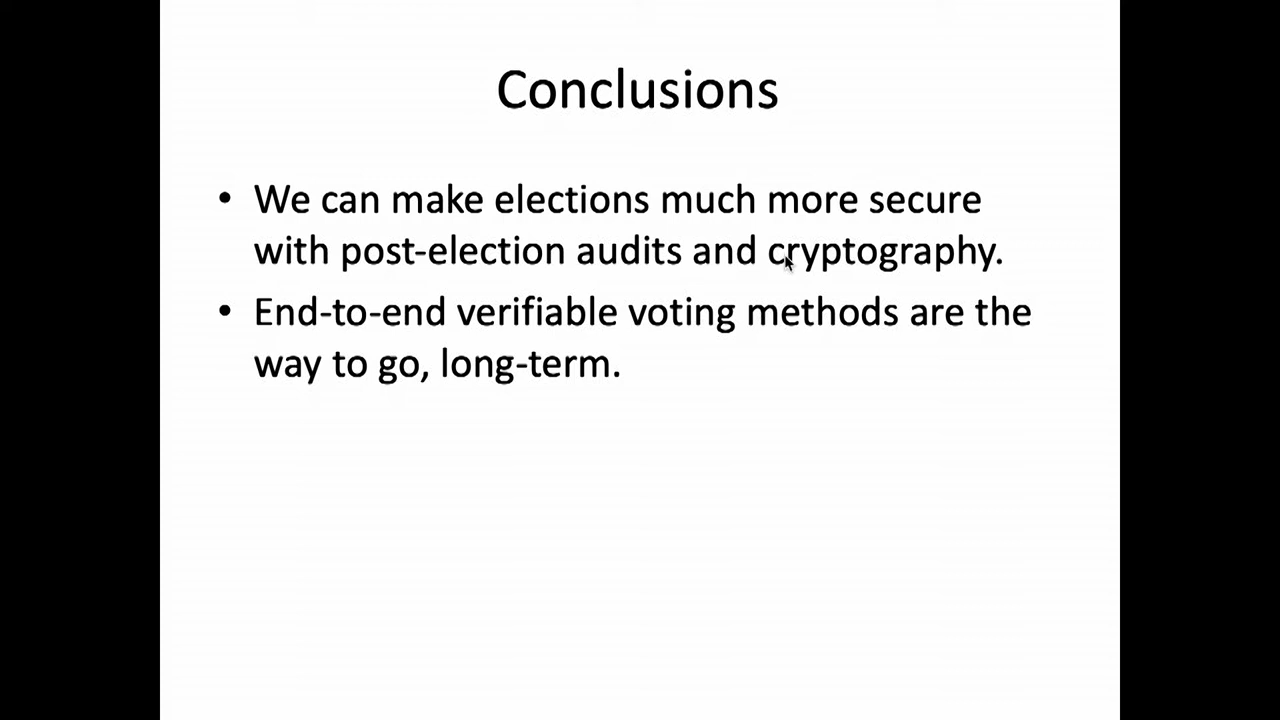 Conclusions
• We can make elections much more secure
with post-election audits and cryptography.
• End-to-end verifiable voting methods are the
way to go, long-term.